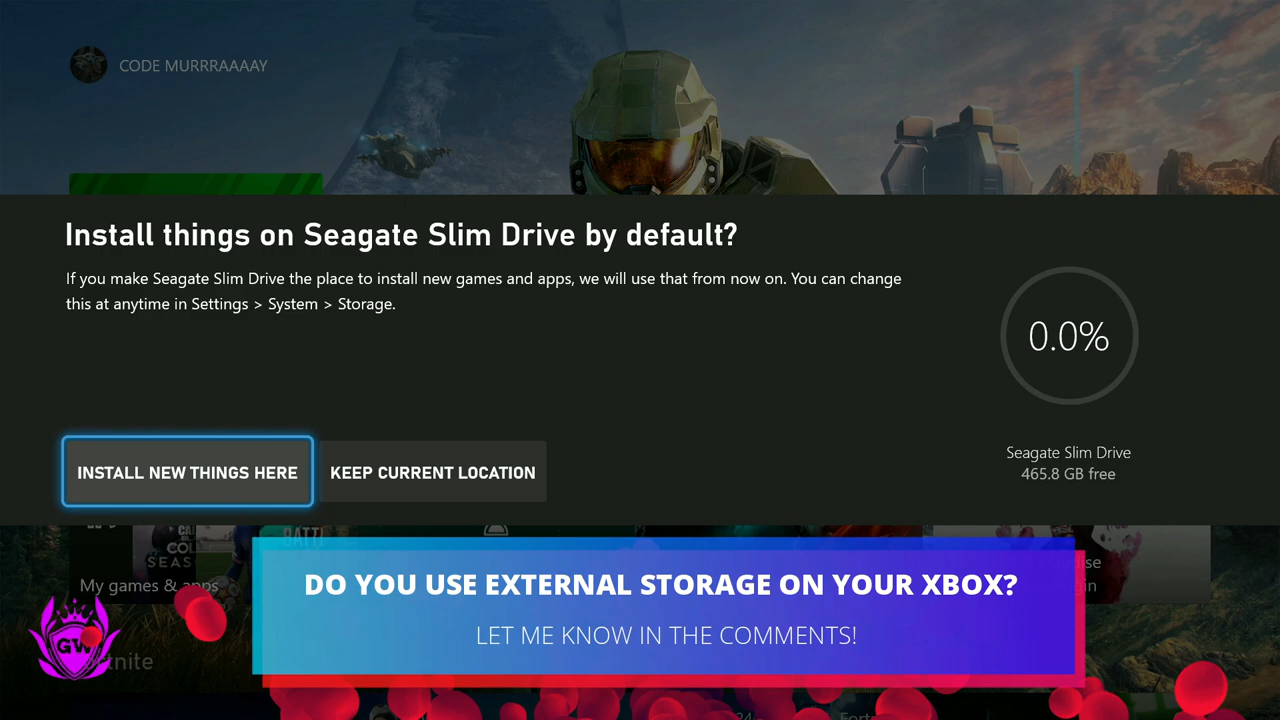 CODE MURRRAAAAY
Install things on Seagate Slim Drive by default?
If you make Seagate Slim Drive the place to install new games and apps, we will use that from now on. You can change
this at anytime in Settings > System > Storage.
0.0%
INSTALL NEW THINGS HERE
KEEP CURRENT LOCATION
Seagate Slim Drive
465.8 GB free
SEAS
My games & apps
DO YOU USE EXTERNAL STORAGE ON YOUR XBOX?
LET ME KNOW IN THE COMMENTS!
GW